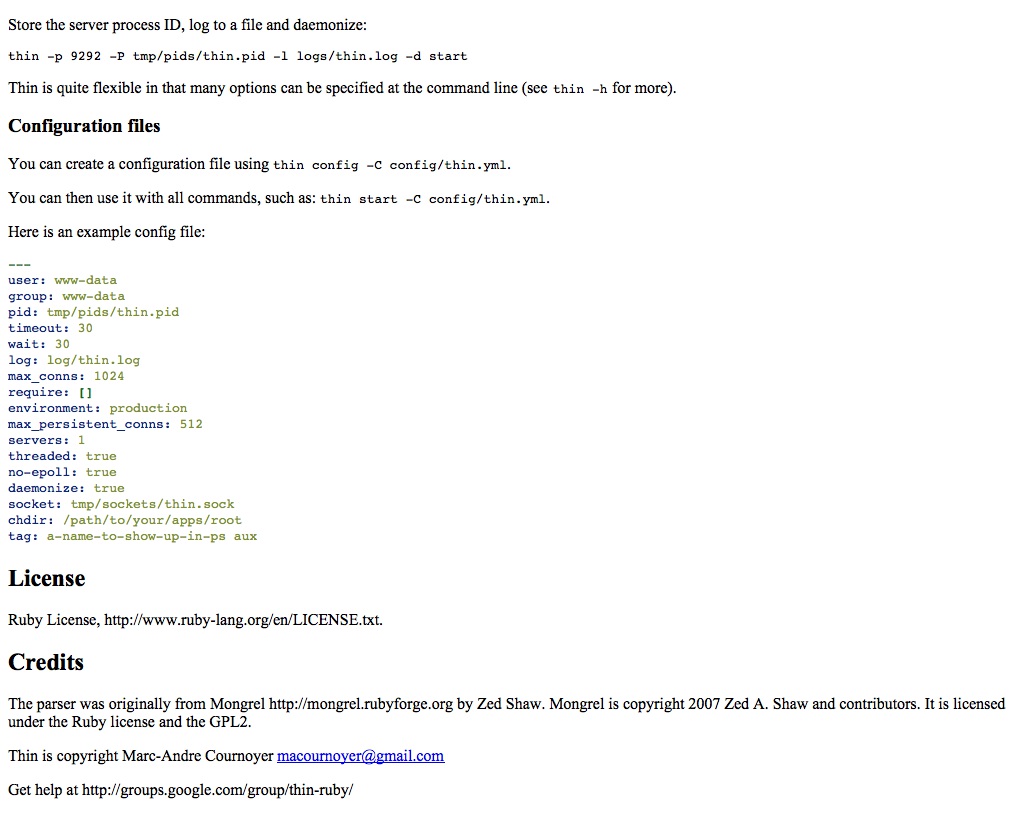 Store the server process ID, log to a file and daemonize:
thin -p 9292 -P tmp/pids/thin.pid -l logs/thin.log -d start
Thin is quite flexible in that many options can be specified at the command line (see thin -h for more).
Configuration files
You can create a configuration file using thin config -C config/thin.yml.
You can then use it with all commands, such as: thin start -C config/thin.yml.
Here is an example config file:
---
user: www-data
group: www-data
pid: tmp/pids/thin.pid
timeout: 30
wait: 30
log: log/thin.log
max_conns: 1024
require: []
environment: production
max_persistent_conns: 512
servers: 1
threaded: true
no-epoll: true
daemonize: true
socket: tmp/sockets/thin.sock
chdir: /path/to/your/apps/root
tag: a-name-to-show-up-in-ps aux
License
Ruby License, http://www.ruby-lang.org/en/LICENSE.txt.
Credits
The parser was originally from Mongrel http://mongrel.rubyforge.org by Zed Shaw. Mongrel is copyright 2007 Zed A. Shaw and contributors. It is licensed
under the Ruby license and the GPL2.
Thin is copyright Marc-Andre Cournoyer macournoyer@gmail.com
Get help at http://groups.google.com/group/thin-ruby/